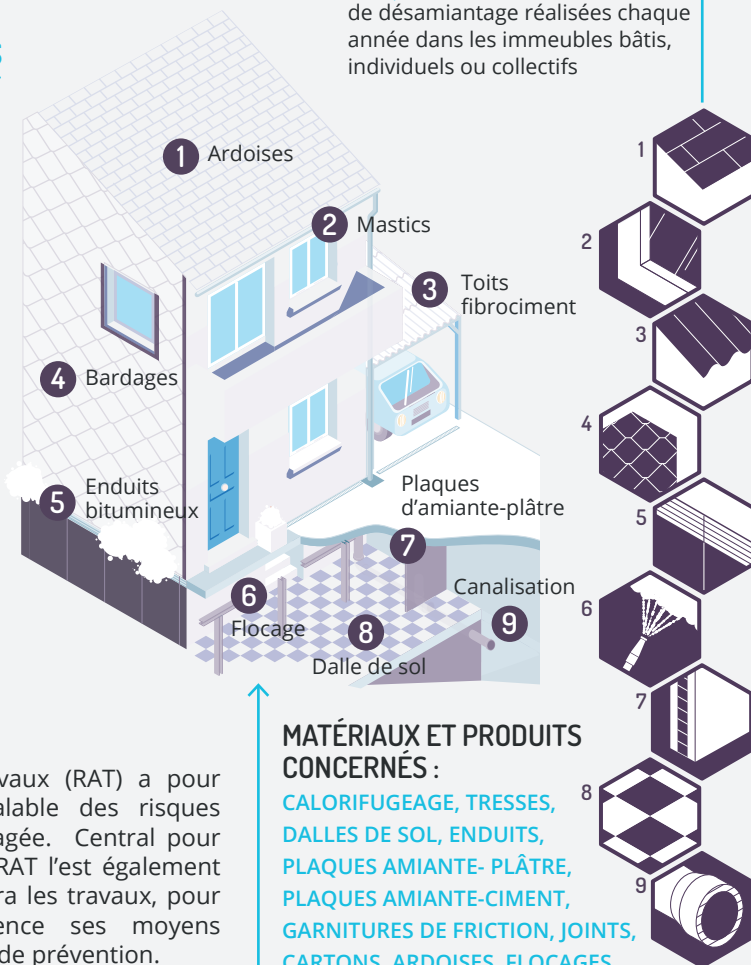 de désamiantage réalisées chaque
année dans les immeubles bâtis,
individuels ou collectifs
1 Ardoises
2 Mastics
3 Toits
fibrociment
4 Bardages
5 Enduits
bitumineux
Plaques
d'amiante-plâtre
7
6
Flocage
8
Dalle de sol
Canalisation
9
1
2
3
4
5
6
7
8
9
MATÉRIAUX ET PRODUITS
CONCERNÉS :
CALORIFUGEAGE, TRESSES,
DALLES DE SOL, ENDUITS,
PLAQUES AMIANTE- PLÂTRE,
PLAQUES AMIANTE-CIMENT,
GARNITURES DE FRICTION, JOINTS,
CARTONS, ARDOISES, FLOCAGES
(RAT) a pour
des risques
Central pour
RAT l'est également
les travaux, pour
ses moyens
de prévention.